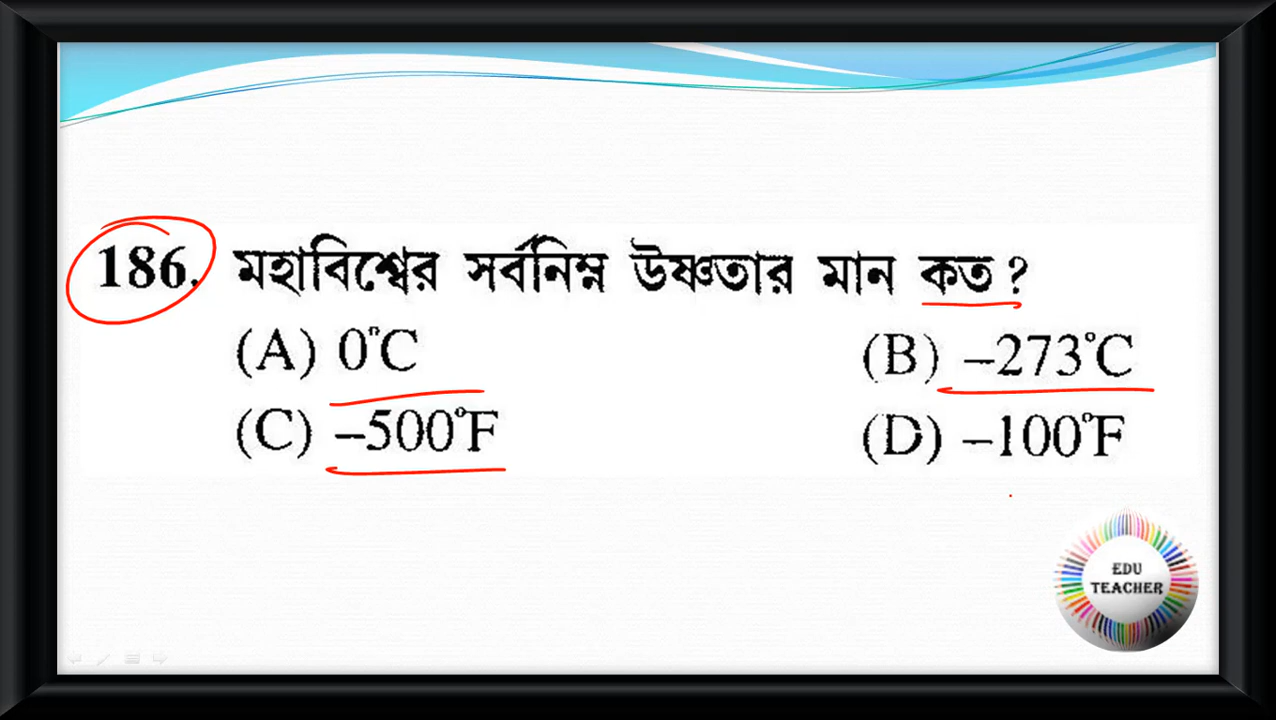 186. মহাবিশ্বের সর্বনিম্ন উষ্ণতার মান কত ?
(A) 0°C (B) –273°C
(C) –500°F (D) –100°F
EDU
TEACHER